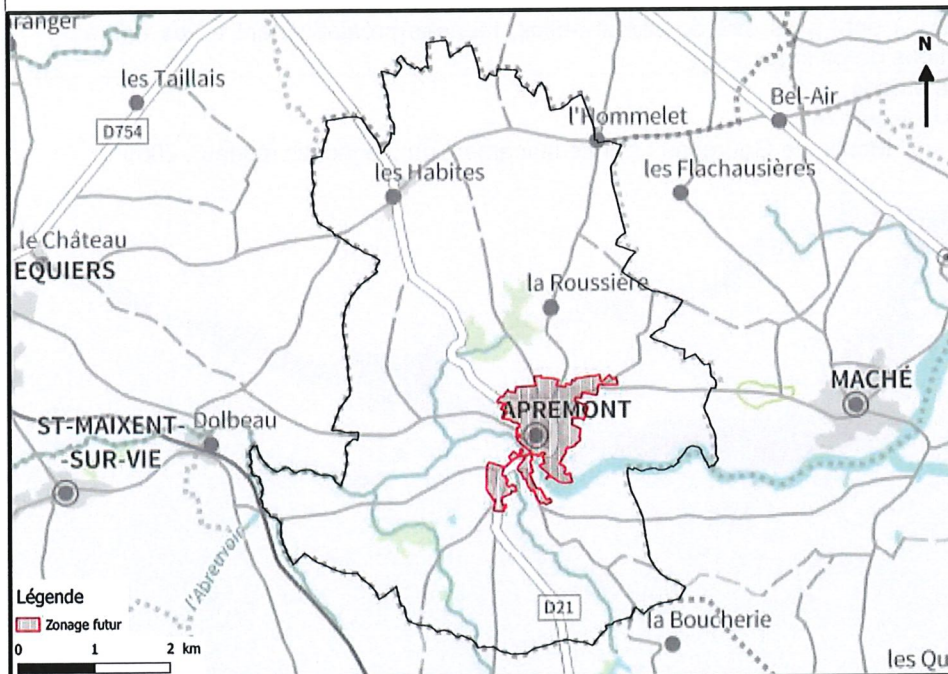 ranger
les Taillais
D754
l'Hommelet
Bel-Air
N
les Habites
les Flachausières
le Château
EQUIERS
la Roussière
MACHÉ
APREMONT
ST-MAIXENT-
-SUR-VIE
Dolbeau
l'Abreuvoir
D21
la Boucherie
les Qu
Légende
Zonage futur
0 1 2 km